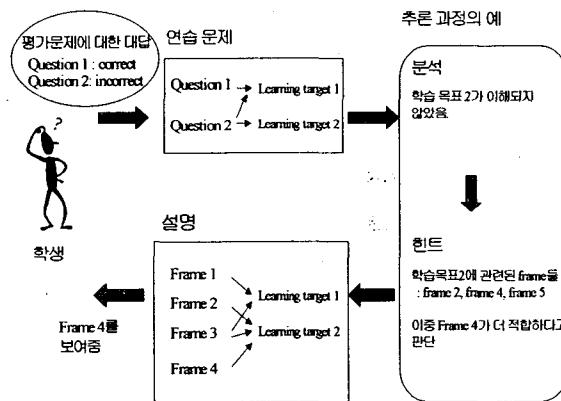 평가문제에 대한 대답
Question 1 : correct
Question 2: incorrect
?
학생
연습 문제
Question 1
Question 2
Learning target 1
Learning target 2
추론 과정의 예
분석
학습 목표 2가 이해되지
않았음.
힌트
학습목표2에 관련된 frame들
: frame 2, frame 4, frame 5
이중 Frame 4가 더 적합하다고
판단
설명
Frame 1
Frame 2
Frame 3
Frame 4
Learning target 1
Learning target 2
Frame 4를
보여줌